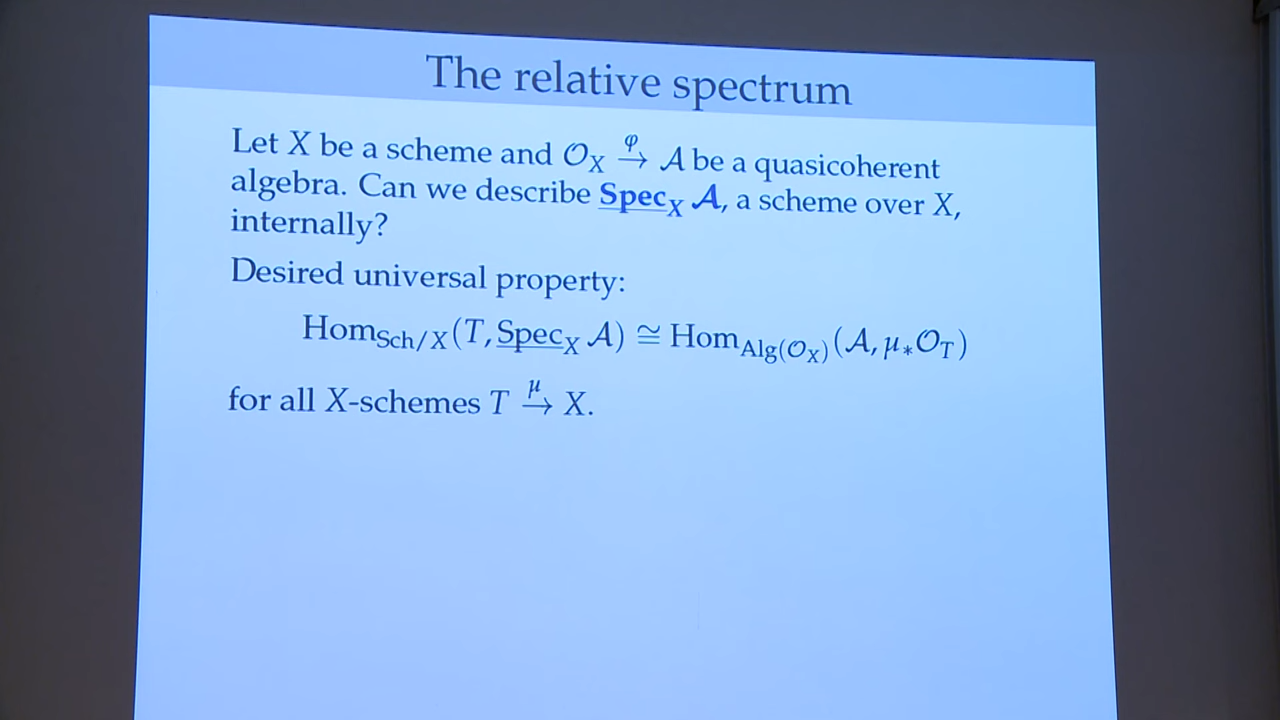 The relative spectrum
Let X be a scheme and 𝒪_X →^φ 𝒜 be a quasicoherent
algebra. Can we describe Spec_X 𝒜, a scheme over X,
internally?
Desired universal property:
Hom_{Sch/X}(T, Spec_X 𝒜) ≅ Hom_{Alg(𝒪_X)}(𝒜, μ_*𝒪_T)
for all X-schemes T →^μ X.